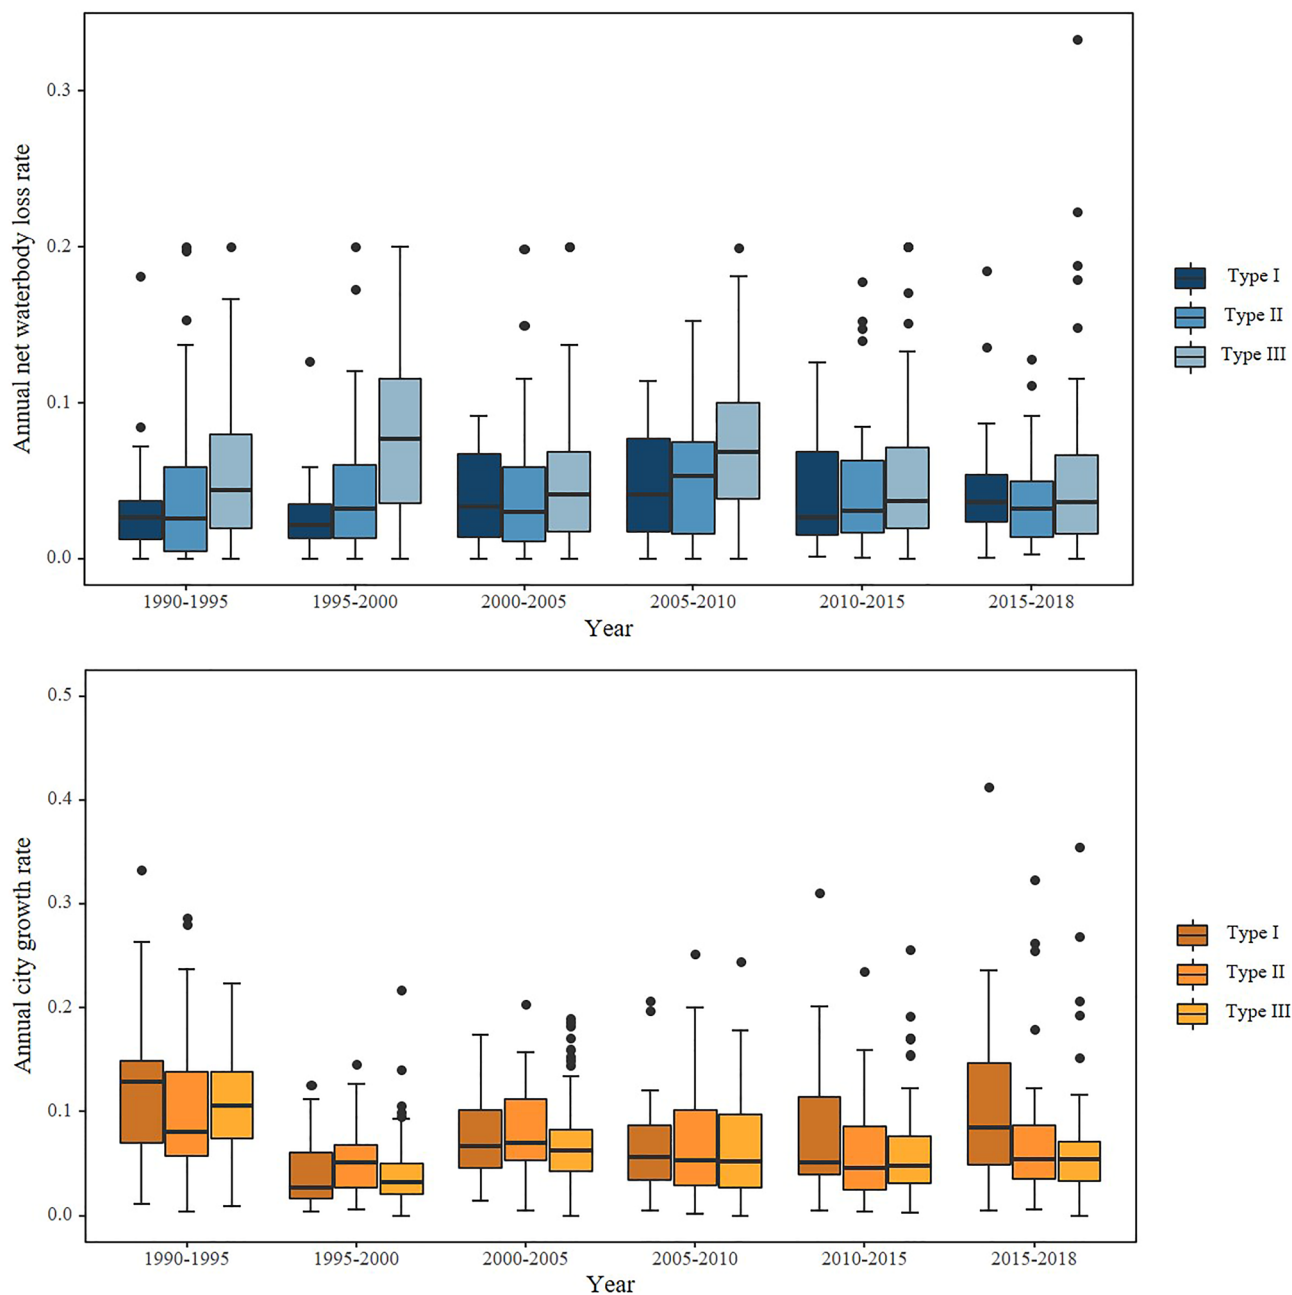 Annual net waterbody loss rate
0.3
0.2
0.1
0.0
1990-1995 1995-2000 2000-2005 2005-2010 2010-2015 2015-2018
Year
Type I
Type II
Type III
Annual city growth rate
0.5
0.4
0.3
0.2
0.1
0.0
1990-1995 1995-2000 2000-2005 2005-2010 2010-2015 2015-2018
Year
Type I
Type II
Type III